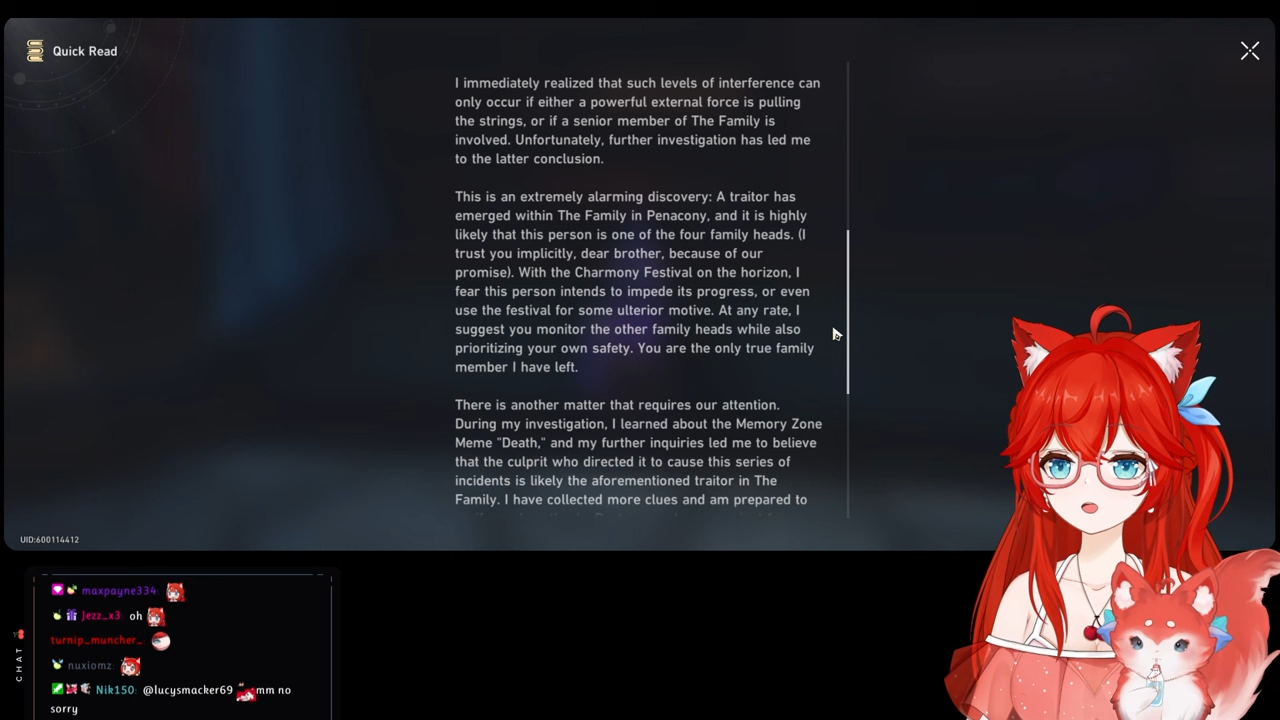 Quick Read
I immediately realized that such levels of interference can
only occur if either a powerful external force is pulling
the strings, or if a senior member of The Family is
involved. Unfortunately, further investigation has led me
to the latter conclusion.
This is an extremely alarming discovery: A traitor has
emerged within The Family in Penacony, and it is highly
likely that this person is one of the four family heads. (I
trust you implicitly, dear brother, because of our
promise). With the Charmony Festival on the horizon, I
fear this person intends to impede its progress, or even
use the festival for some ulterior motive. At any rate, I
suggest you monitor the other family heads while also
prioritizing your own safety. You are the only true family
member I have left.
There is another matter that requires our attention.
During my investigation, I learned about the Memory Zone
Meme "Death," and my further inquiries led me to believe
that the culprit who directed it to cause this series of
incidents is likely the aforementioned traitor in The
Family. I have collected more clues and am prepared to
UID:600114412
CHAT
maxpayne334:
Jezz_x3: oh
turnip_muncher_:
nuxiomz:
Nik150: @lucysmacker69 mm no
sorry